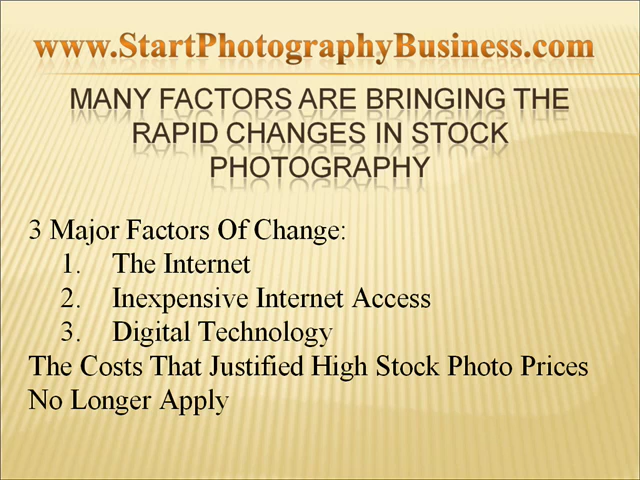 www.StartPhotographyBusiness.com
MANY FACTORS ARE BRINGING THE
RAPID CHANGES IN STOCK
PHOTOGRAPHY
3 Major Factors Of Change:
1. The Internet
2. Inexpensive Internet Access
3. Digital Technology
The Costs That Justified High Stock Photo Prices
No Longer Apply